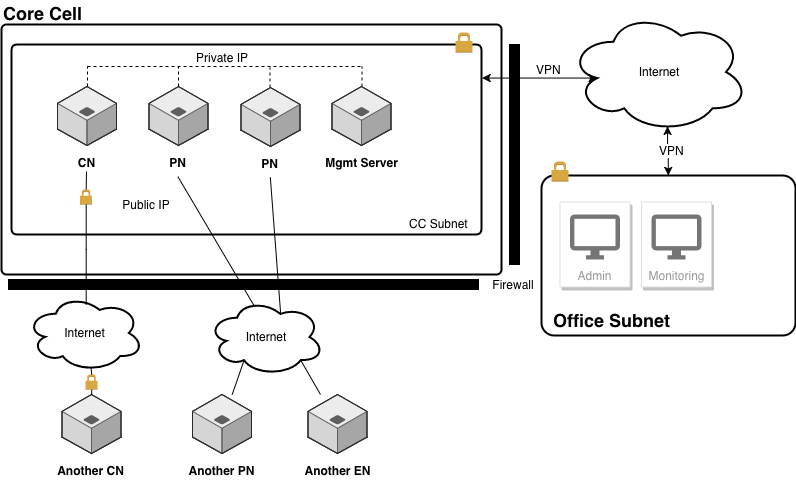 Core Cell
Private IP
CN
PN
PN
Mgmt Server
Public IP
CC Subnet
VPN
Internet
VPN
Admin
Monitoring
Office Subnet
Firewall
Internet
Internet
Another CN
Another PN
Another EN